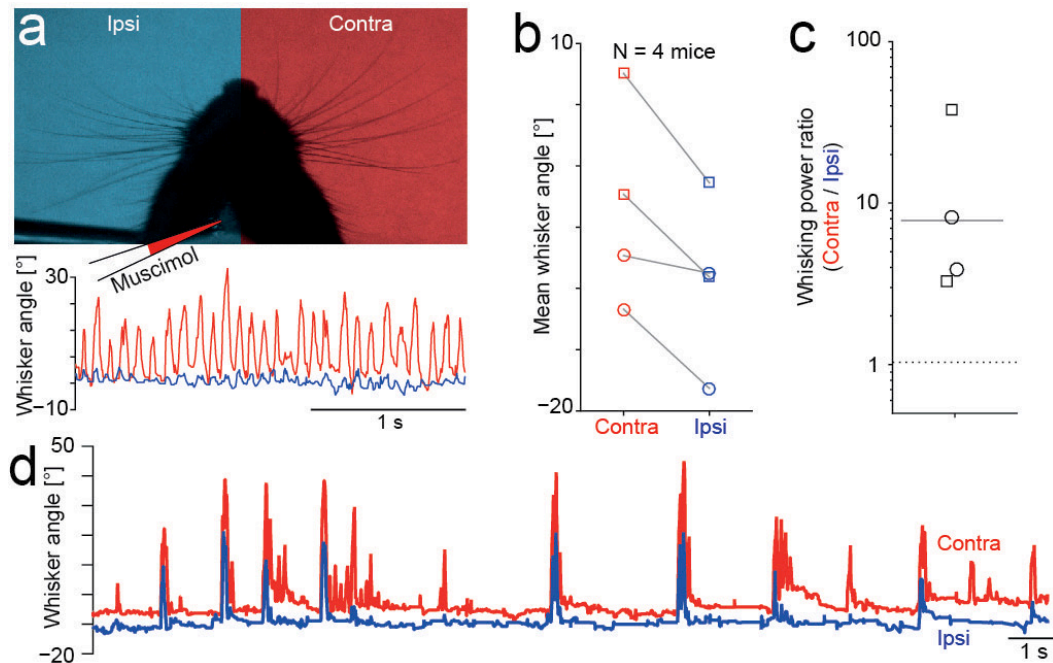 a
Ipsi
Contra
Muscimol
Whisker angle [°]
30
−10
1 s
b
N = 4 mice
Mean whisker angle [°]
10
−20
Contra
Ipsi
c
Whisking power ratio
(Contra / Ipsi)
100
10
1
d
Whisker angle [°]
50
−20
Contra
Ipsi
1 s